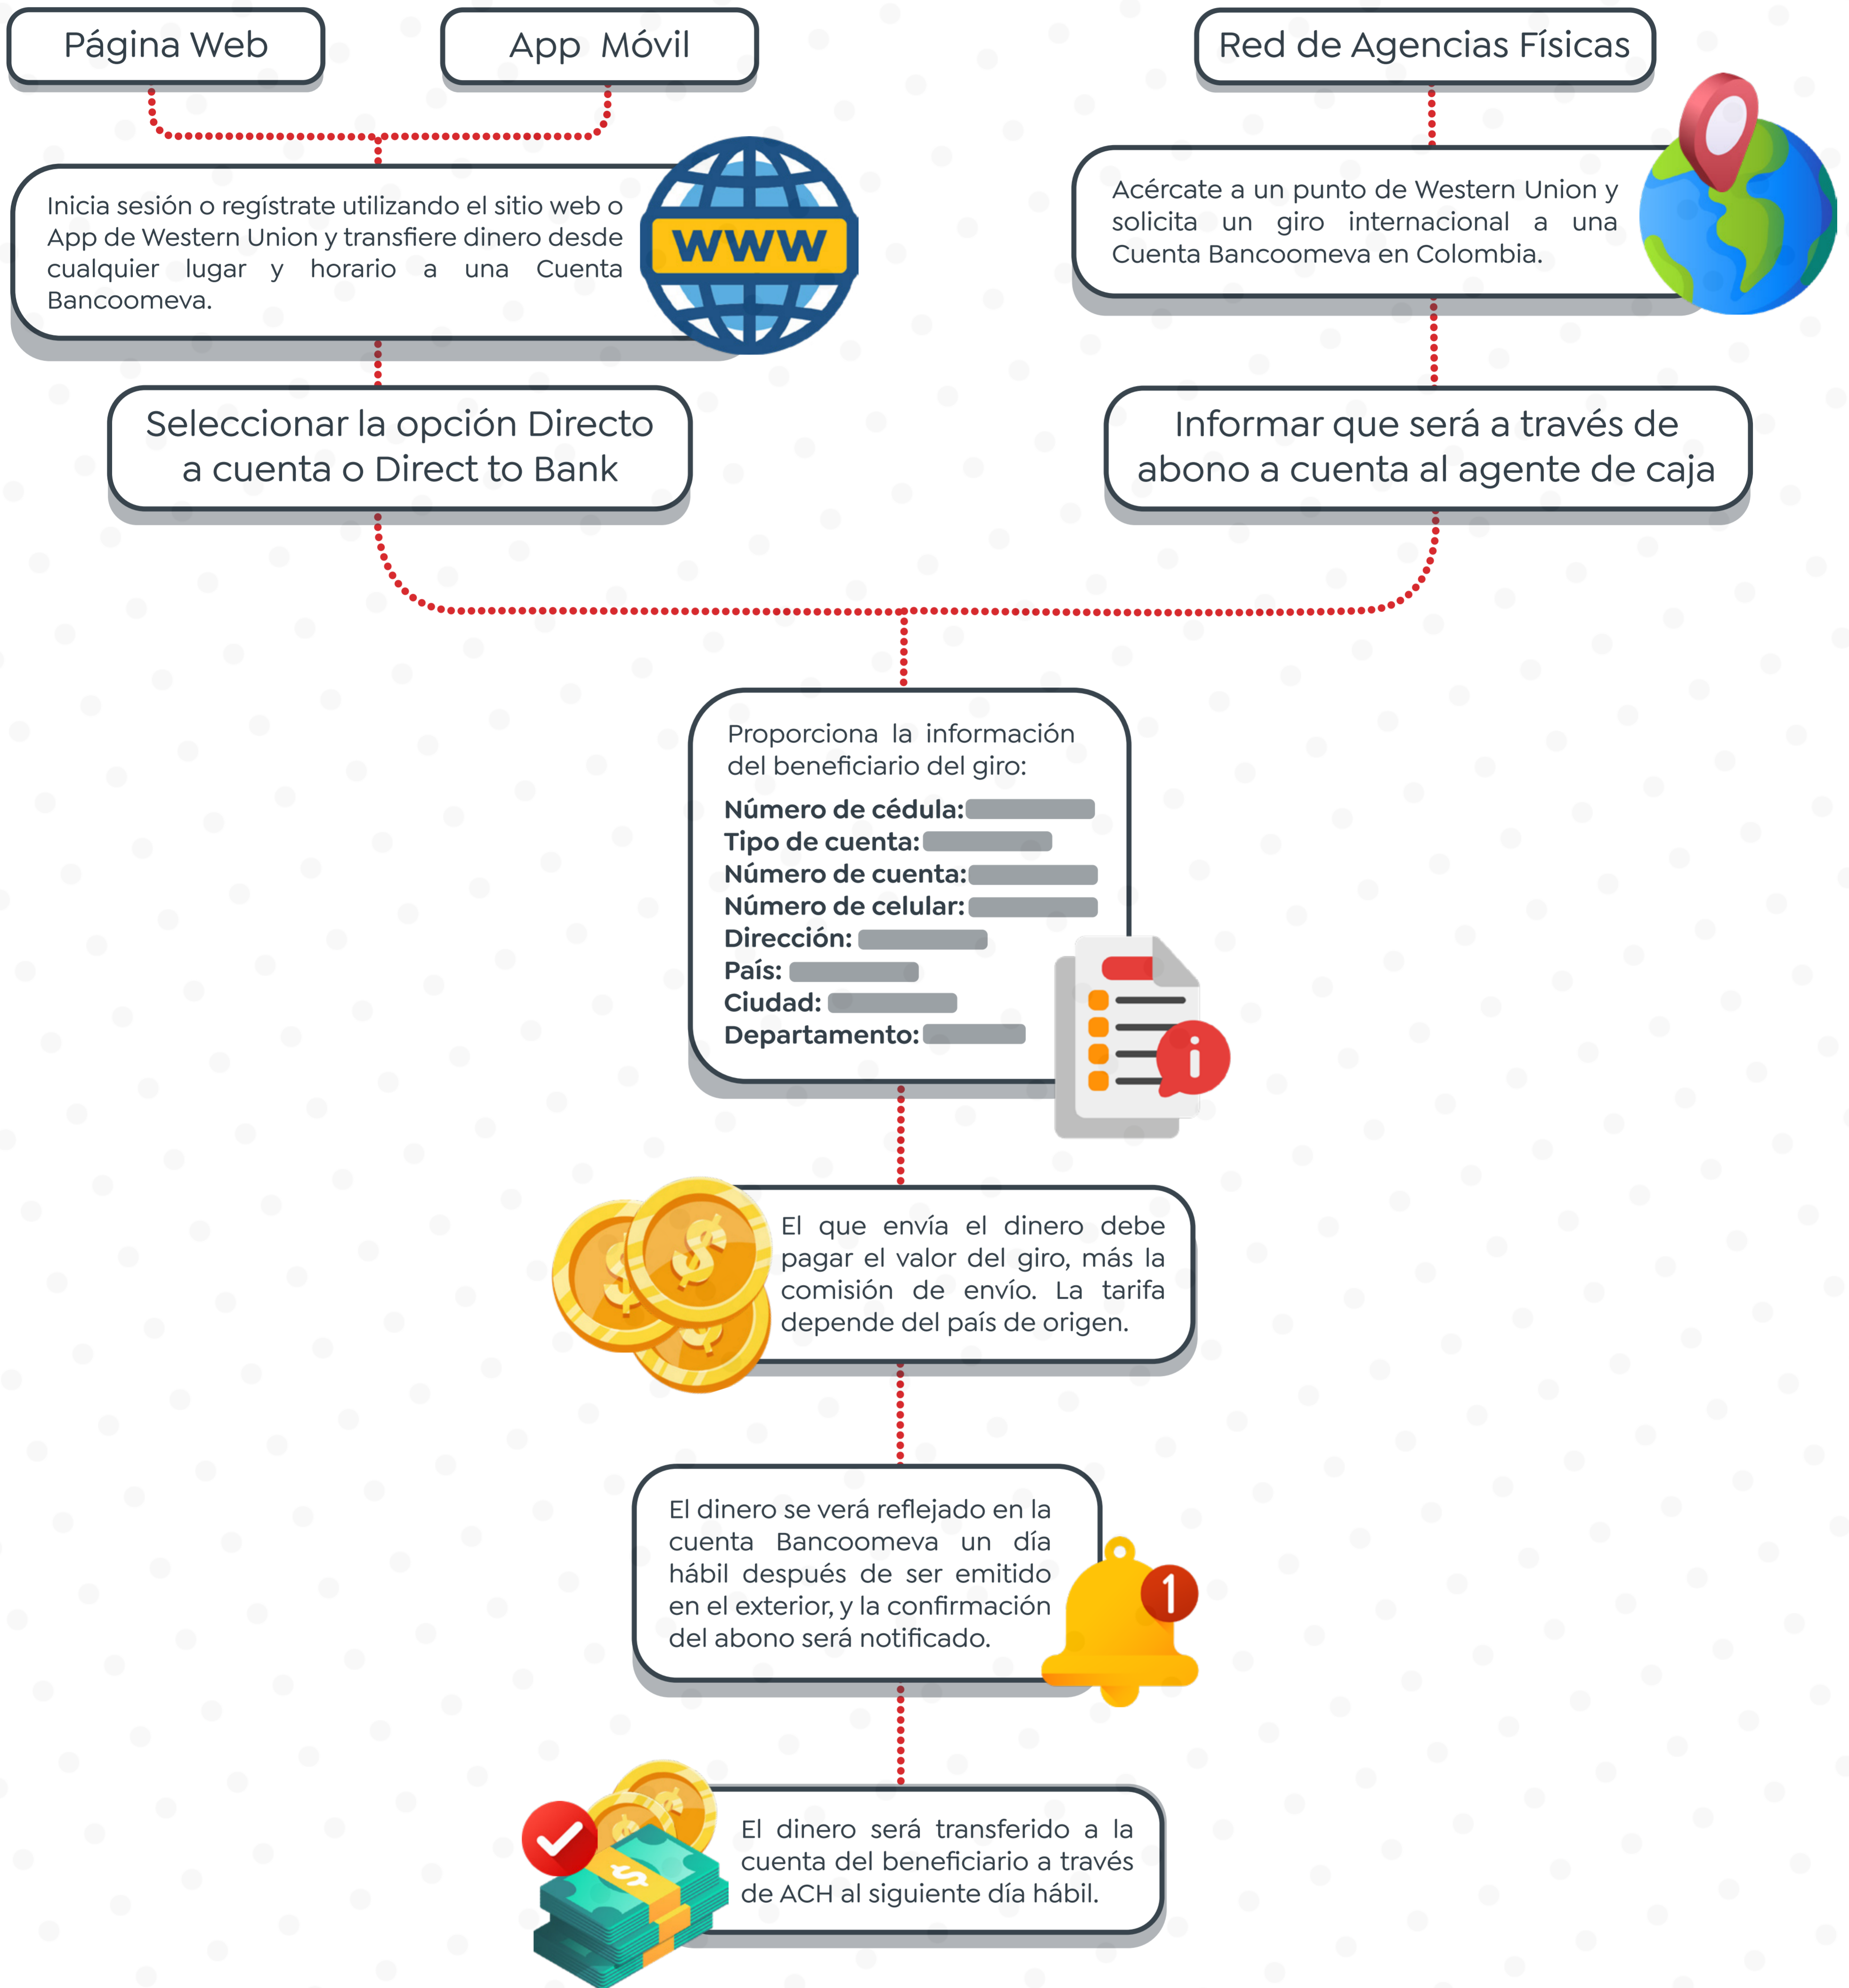 Página Web
App Móvil
Red de Agencias Físicas
Inicia sesión o regístrate utilizando el sitio web o
App de Western Union y transfiere dinero desde
cualquier lugar y horario a una Cuenta
Bancoomeva.
WWW
Acércate a un punto de Western Union y
solicita un giro internacional a una
Cuenta Bancoomeva en Colombia.
Seleccionar la opción Directo
a cuenta o Direct to Bank
Informar que será a través de
abono a cuenta al agente de caja
Proporciona la información
del beneficiario del giro:
Número de cédula:
Tipo de cuenta:
Número de cuenta:
Número de celular:
Dirección:
País:
Ciudad:
Departamento:
i
$ $ $
El que envía el dinero debe
pagar el valor del giro, más la
comisión de envío. La tarifa
depende del país de origen.
El dinero se verá reflejado en la
cuenta Bancoomeva un día
hábil después de ser emitido
en el exterior, y la confirmación
del abono será notificado.
1
$ $ $
El dinero será transferido a la
cuenta del beneficiario a través
de ACH al siguiente día hábil.